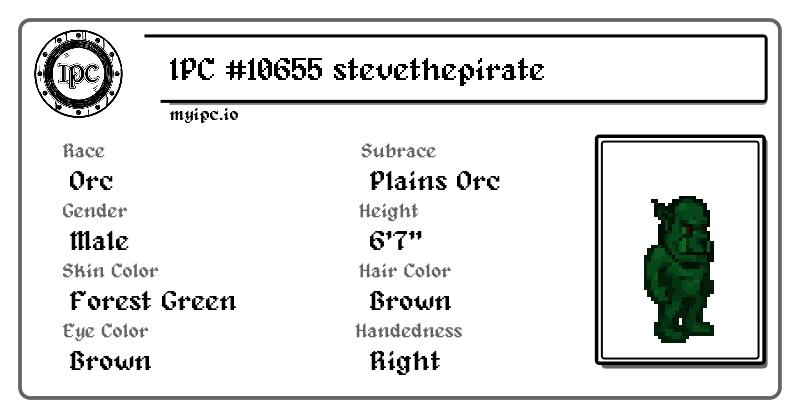 IPC
IPC #10655 stevethepirate
myipc.io
Race
Orc
Subrace
Plains Orc
Gender
Male
Height
6'7"
Skin Color
Forest Green
Hair Color
Brown
Eye Color
Brown
Handedness
Right